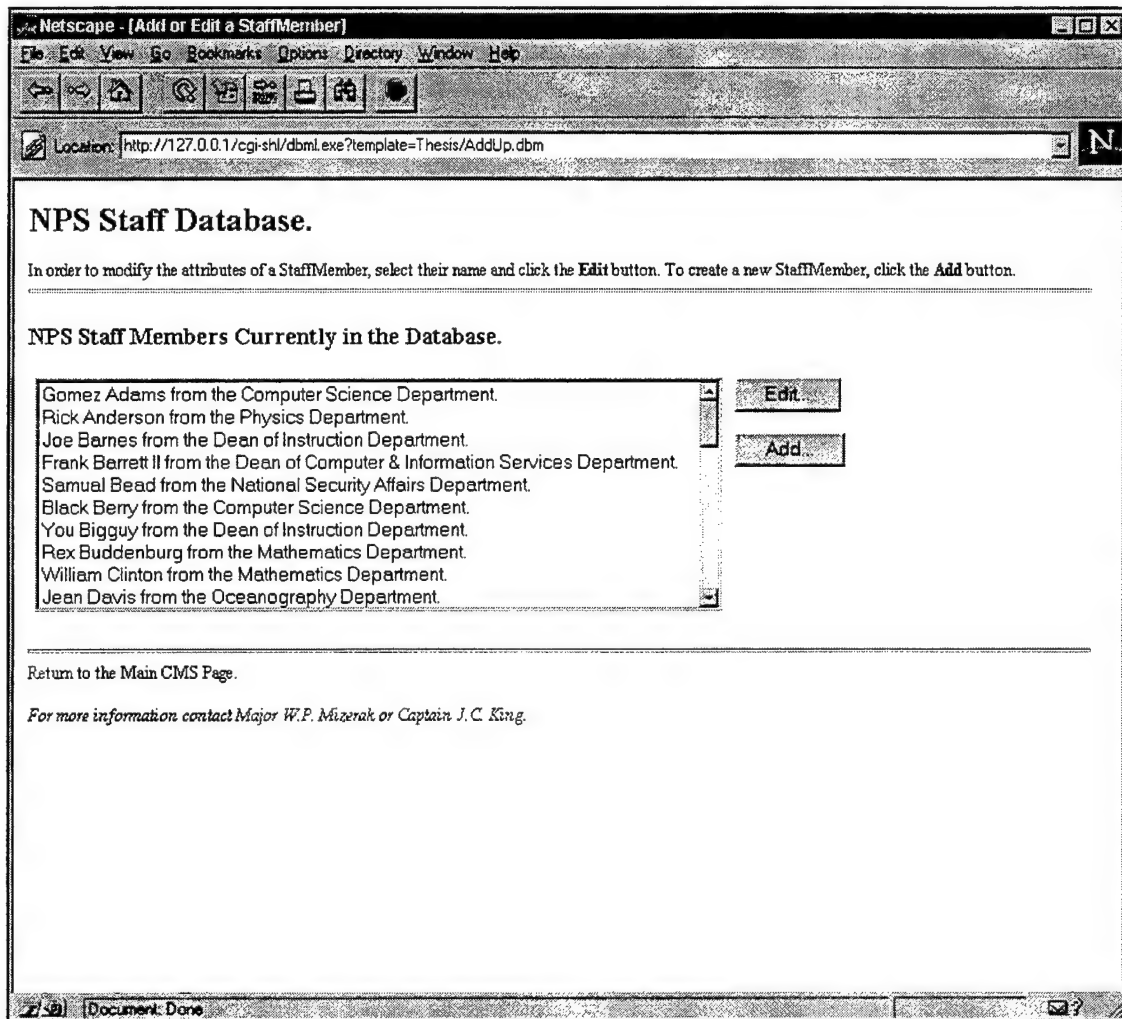 Netscape - [Add or Edit a StaffMember]
File Edit View Go Bookmarks Options Directory Window Help
Location: http://127.0.0.1/cgi-shl/dbml.exe?template=Thesis/AddUp.dbm
N
NPS Staff Database.
In order to modify the attributes of a StaffMember, select their name and click the Edit button. To create a new StaffMember, click the Add button.
NPS Staff Members Currently in the Database.
Gomez Adams from the Computer Science Department.
Rick Anderson from the Physics Department.
Joe Barnes from the Dean of Instruction Department.
Frank Barrett II from the Dean of Computer & Information Services Department.
Samual Bead from the National Security Affairs Department.
Black Berry from the Computer Science Department.
You Bigguy from the Dean of Instruction Department.
Rex Buddenburg from the Mathematics Department.
William Clinton from the Mathematics Department.
Jean Davis from the Oceanography Department.
Edit...
Add...
Return to the Main CMS Page.
For more information contact Major W.P. Mizerak or Captain J.C. King.
Document: Done
?